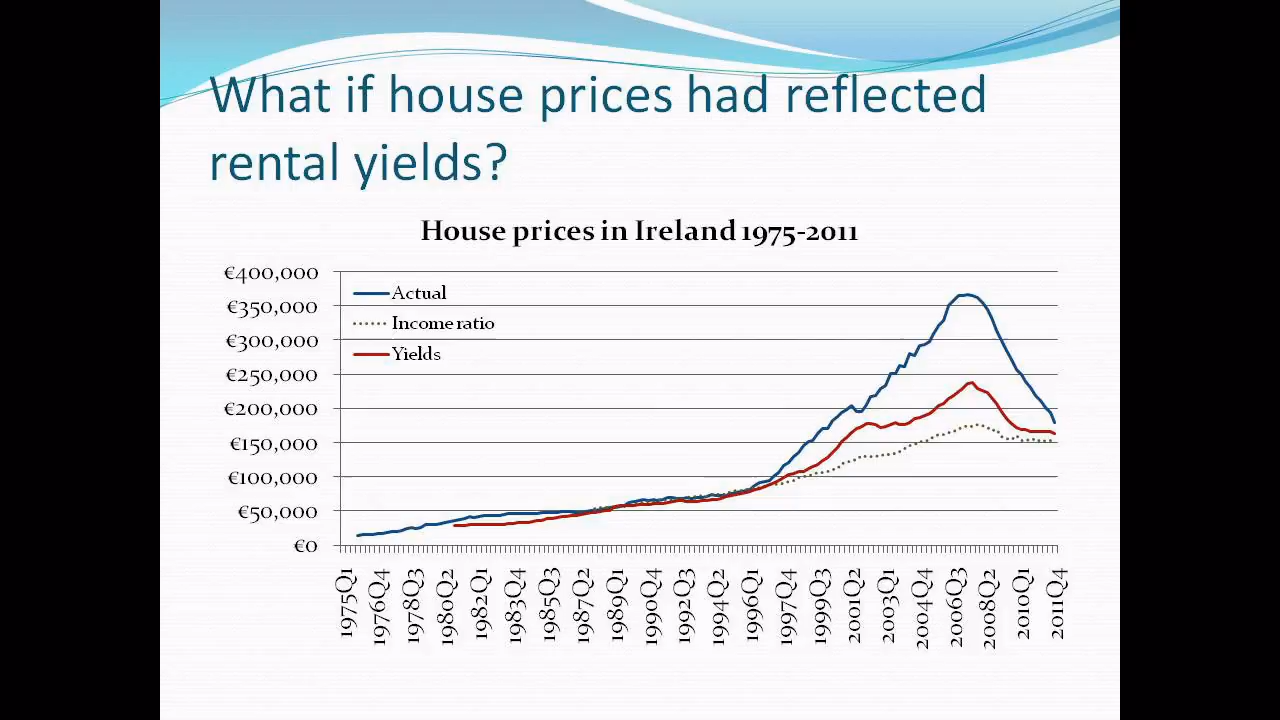 What if house prices had reflected
rental yields?
House prices in Ireland 1975-2011
€400,000
€350,000
€300,000
€250,000
€200,000
€150,000
€100,000
€50,000
€0
Actual
Income ratio
Yields
1975Q1
1976Q4
1978Q3
1980Q2
1982Q1
1983Q4
1985Q3
1987Q2
1989Q1
1990Q4
1992Q3
1994Q2
1996Q1
1997Q4
1999Q3
2001Q2
2003Q1
2004Q4
2006Q3
2008Q2
2010Q1
2011Q4